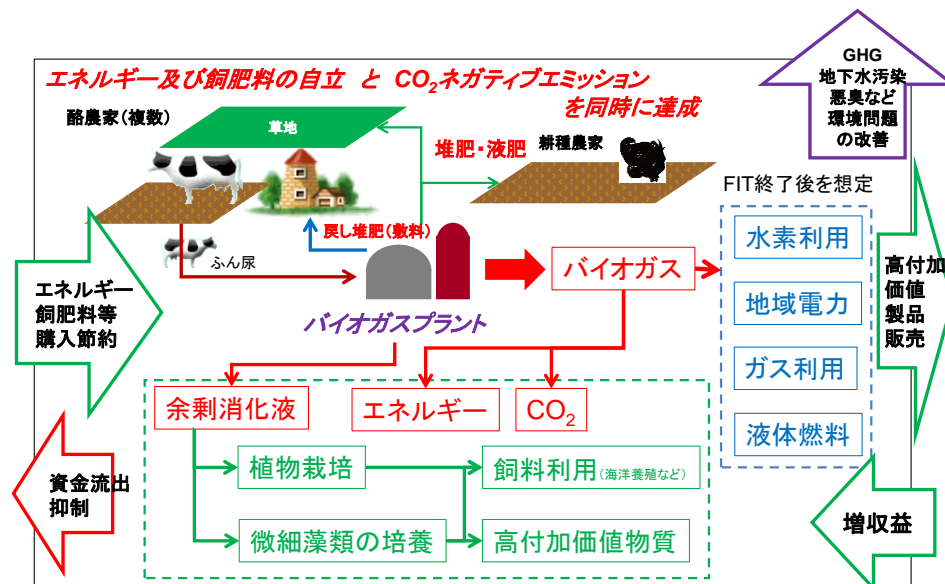 エネルギー及び飼肥料の自立 と CO₂ネガティブエミッション
を同時に達成
GHG
地下水汚染
悪臭など
環境問題
の改善
酪農家(複数)
草地
堆肥・液肥
耕種農家
FIT終了後を想定
戻し堆肥(敷料)
ふん尿
バイオガス
バイオガスプラント
水素利用
地域電力
ガス利用
液体燃料
エネルギー
飼肥料等
購入節約
高付加
価値
製品
販売
余剰消化液
エネルギー
CO₂
植物栽培
飼料利用(海洋養殖など)
微細藻類の培養
高付加価値物質
資金流出
抑制
増収益